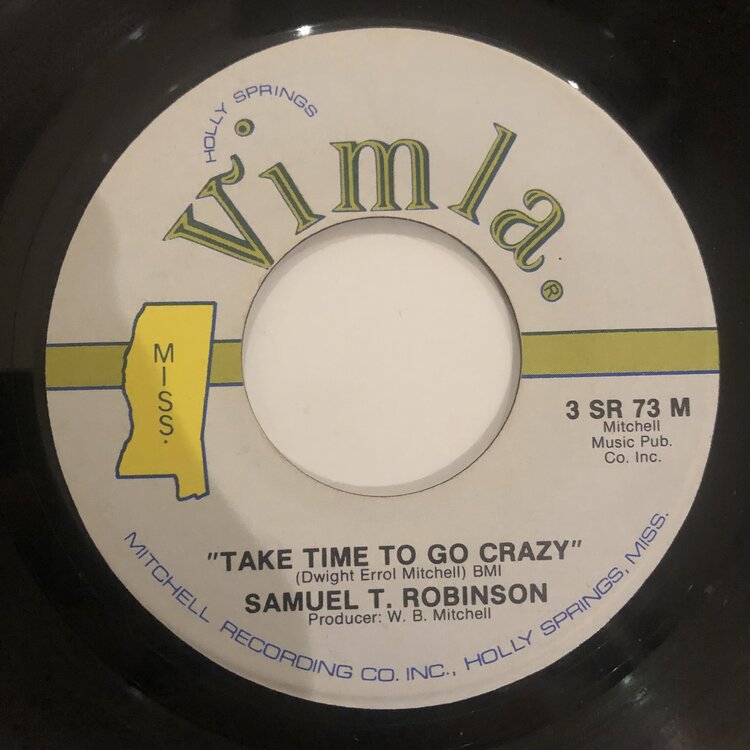 HOLLY SPRINGS
Vimla®
MISS.
3 SR 73 M
Mitchell
Music Pub.
Co. Inc.
"TAKE TIME TO GO CRAZY"
(Dwight Errol Mitchell) BMI
SAMUEL T. ROBINSON
Producer: W. B. Mitchell
MITCHELL RECORDING CO. INC., HOLLY SPRINGS, MISS.